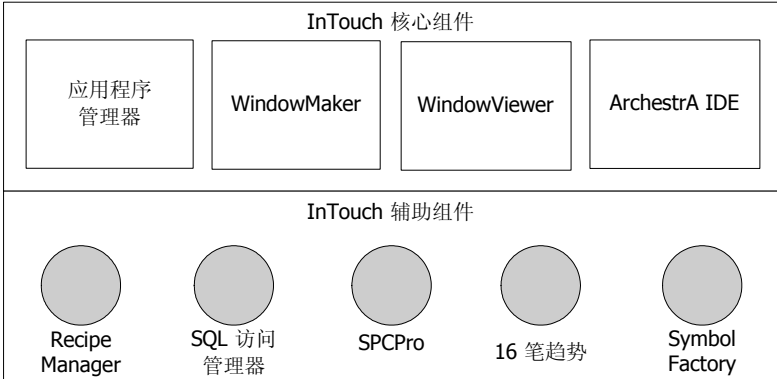 InTouch 核心组件
应用程序
管理器
WindowMaker
WindowViewer
ArchestrA IDE
InTouch 辅助组件
Recipe
Manager
SQL 访问
管理器
SPCPro
16 笔趋势
Symbol
Factory